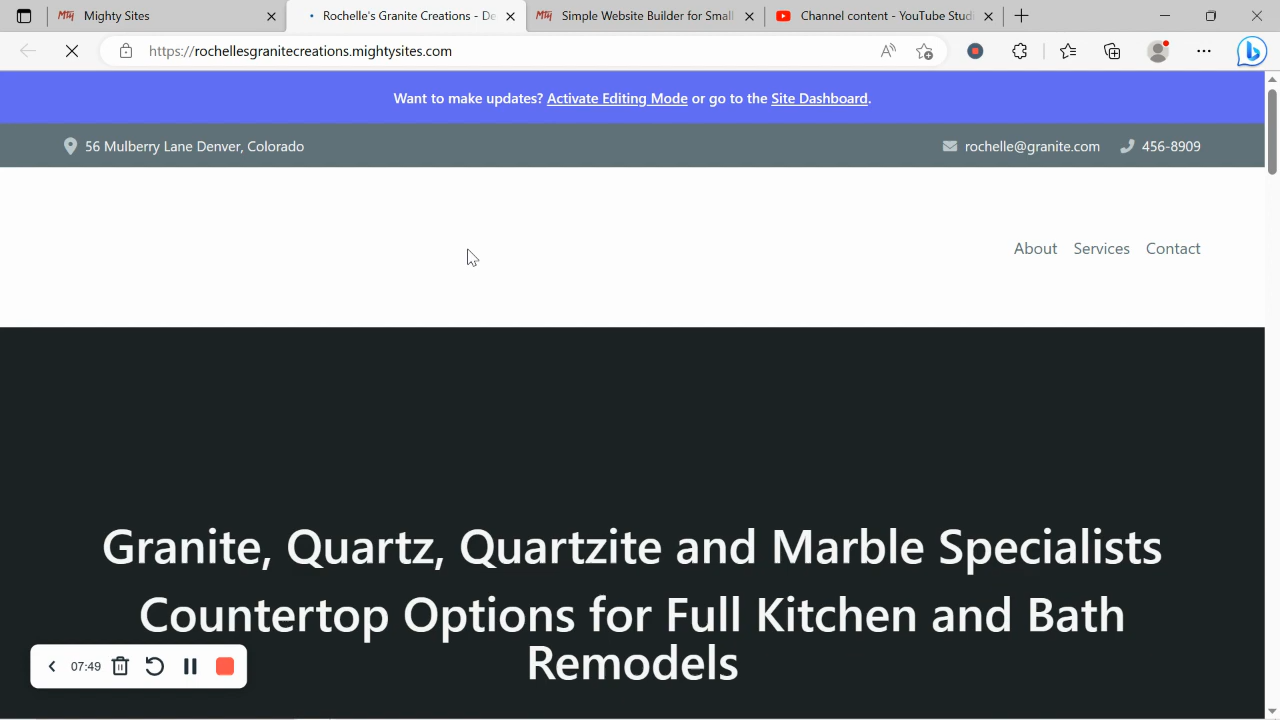 Mighty Sites
Rochelle's Granite Creations - De
Simple Website Builder for Small
Channel content - YouTube Studi
https://rochellesgranitecreations.mightysites.com
Want to make updates? Activate Editing Mode or go to the Site Dashboard.
56 Mulberry Lane Denver, Colorado
rochelle@granite.com
456-8909
About
Services
Contact
Granite, Quartz, Quartzite and Marble Specialists
Countertop Options for Full Kitchen and Bath
Remodels
07:49